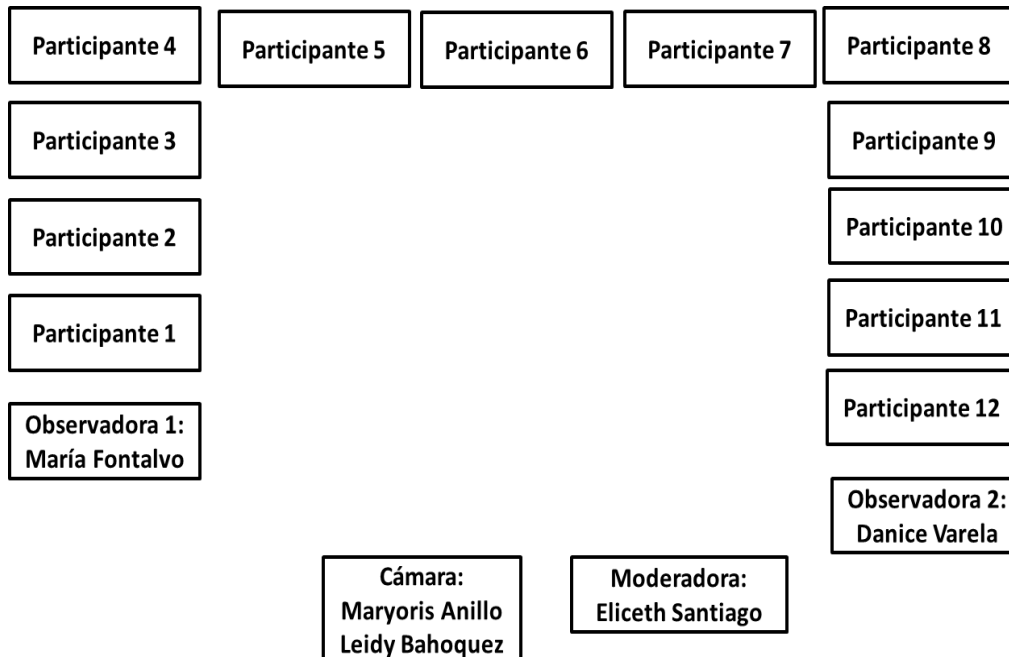 Participante 4
Participante 5
Participante 6
Participante 7
Participante 8
Participante 3
Participante 9
Participante 2
Participante 10
Participante 1
Participante 11
Participante 12
Observadora 1:
María Fontalvo
Observadora 2:
Danice Varela
Cámara:
Maryoris Anillo
Leidy Bahoquez
Moderadora:
Eliceth Santiago